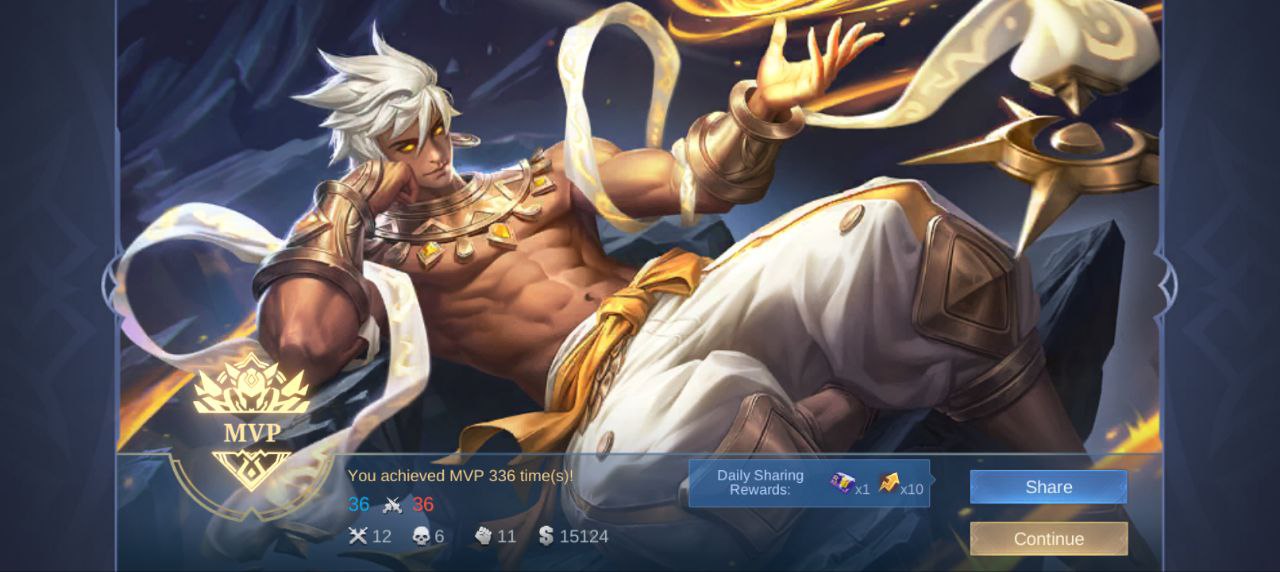 MVP
You achieved MVP 336 time(s)!
36 36
12 6 11 15124
Daily Sharing
Rewards: x1 x10
Share
Continue